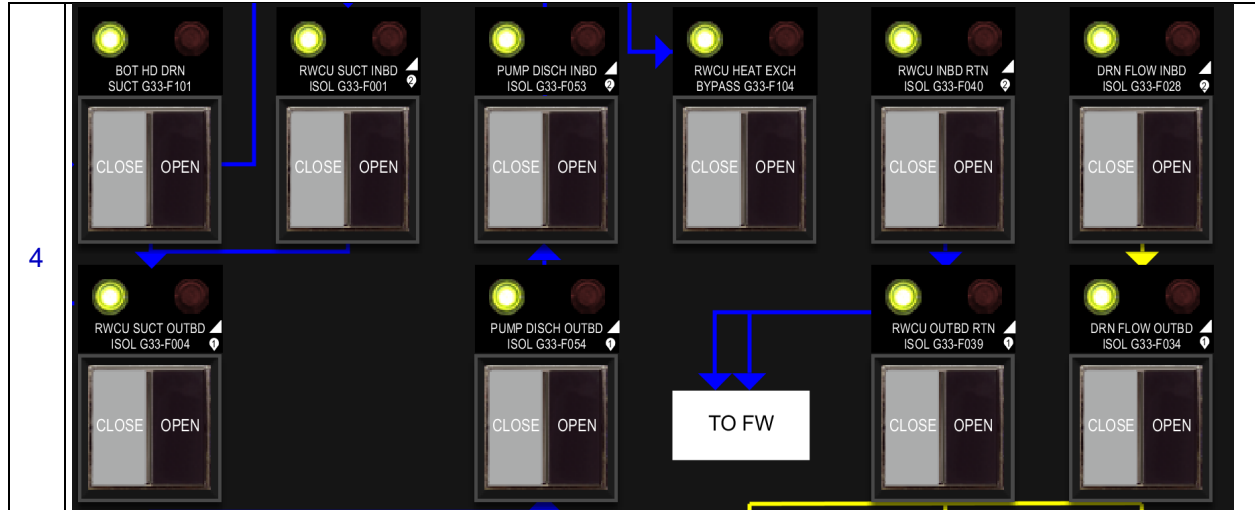 BOT HD DRN
SUCT G33-F101
CLOSE OPEN
RWCU SUCT INBD
ISOL G33-F001 2
CLOSE OPEN
PUMP DISCH INBD
ISOL G33-F053 2
CLOSE OPEN
RWCU HEAT EXCH
BYPASS G33-F104
CLOSE OPEN
RWCU INBD RTN
ISOL G33-F040 2
CLOSE OPEN
DRN FLOW INBD
ISOL G33-F028 2
CLOSE OPEN
4
RWCU SUCT OUTBD
ISOL G33-F004 1
CLOSE OPEN
PUMP DISCH OUTBD
ISOL G33-F054 1
CLOSE OPEN
TO FW
RWCU OUTBD RTN
ISOL G33-F039 1
CLOSE OPEN
DRN FLOW OUTBD
ISOL G33-F034 1
CLOSE OPEN